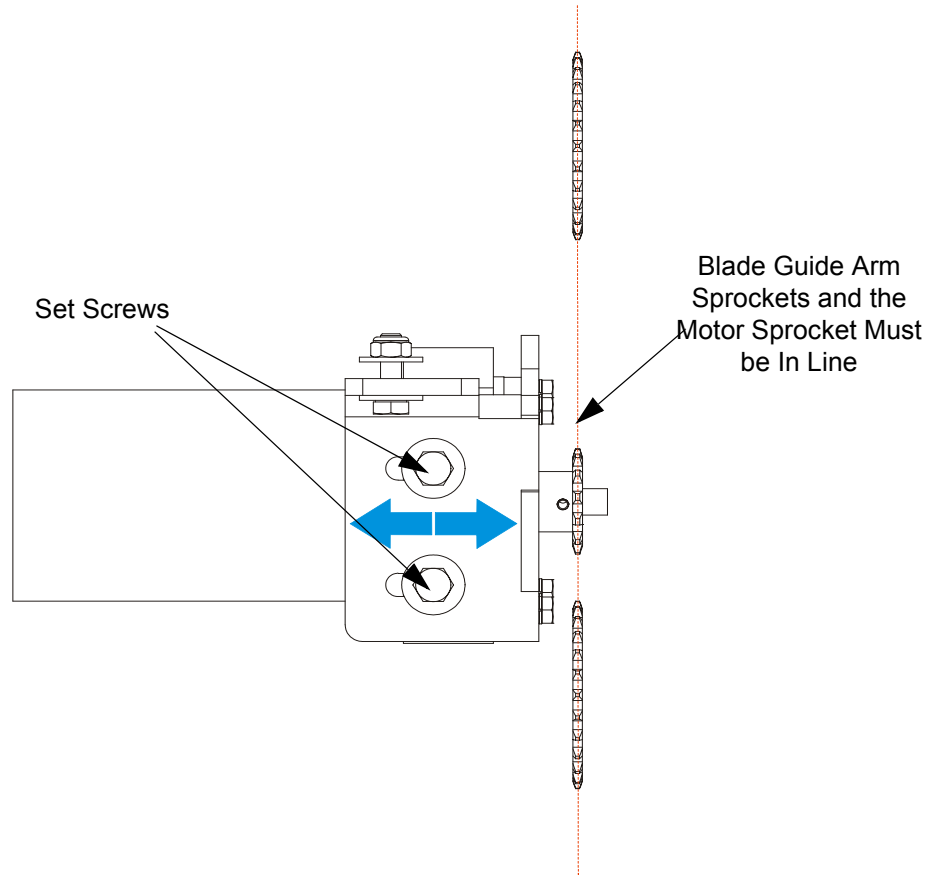 Set Screws
Blade Guide Arm
Sprockets and the
Motor Sprocket Must
be In Line